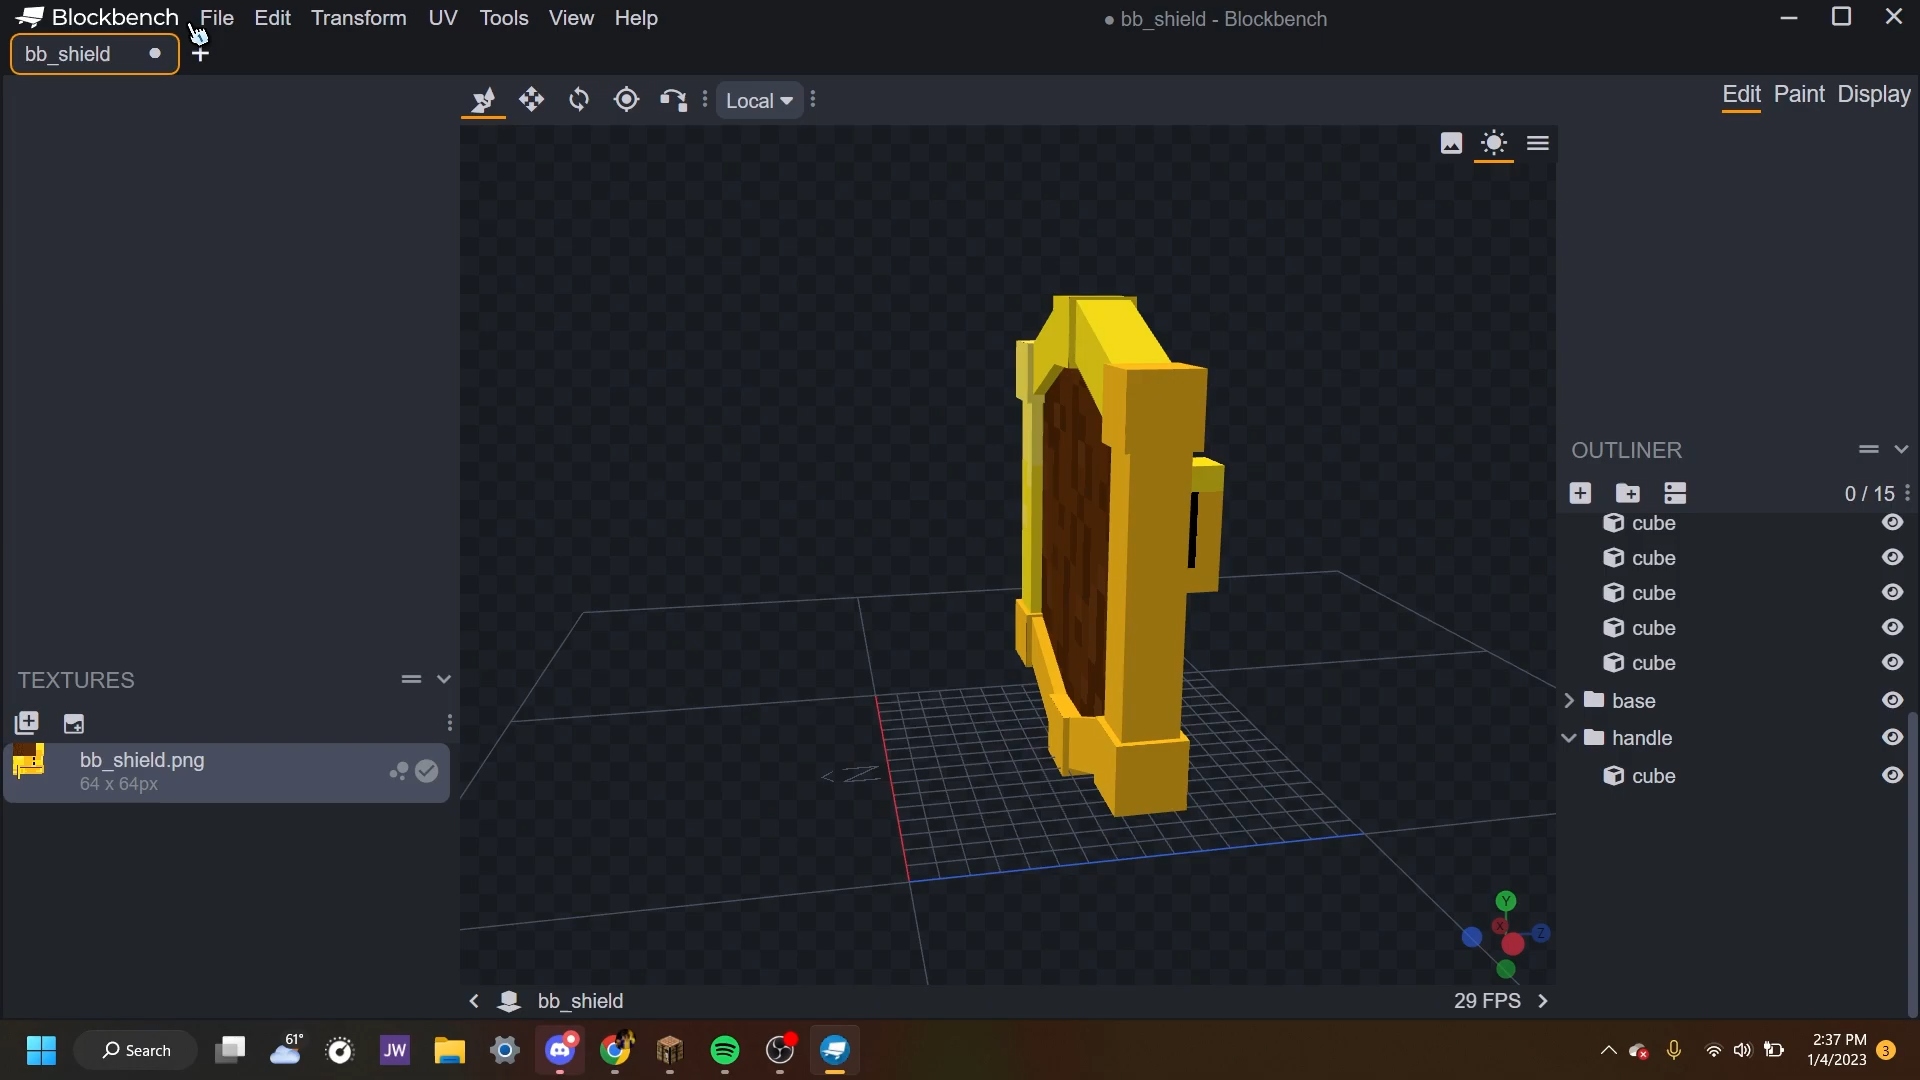 Blockbench File Edit Transform UV Tools View Help
● bb_shield - Blockbench
bb_shield
Local
Edit Paint Display
OUTLINER
0 / 15
cube
cube
cube
cube
cube
base
handle
cube
TEXTURES
bb_shield.png
64 x 64px
Y
X
Z
bb_shield
29 FPS
Search
61°
JW
2:37 PM
1/4/2023
3